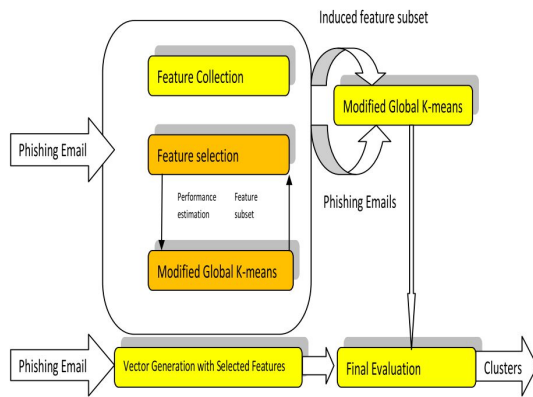 Induced feature subset
Feature Collection
Modified Global K-means
Phishing Email
Feature selection
Performance estimation
Feature subset
Phishing Emails
Modified Global K-means
Phishing Email
Vector Generation with Selected Features
Final Evaluation
Clusters